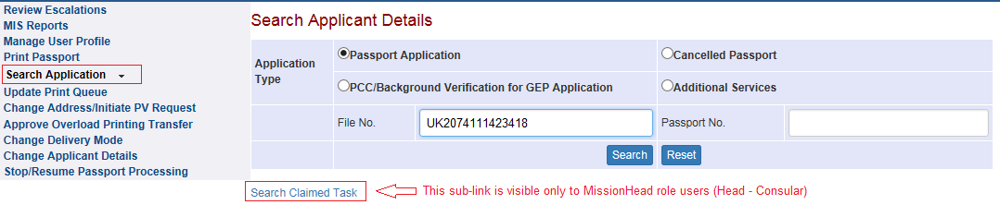 Review Escalations
MIS Reports
Manage User Profile
Print Passport
Search Application
Update Print Queue
Change Address/Initiate PV Request
Approve Overload Printing Transfer
Change Delivery Mode
Change Applicant Details
Stop/Resume Passport Processing
Search Applicant Details
Application Type
Passport Application
Cancelled Passport
PCC/Background Verification for GEP Application
Additional Services
File No.
UK2074111423418
Passport No.
Search
Reset
Search Claimed Task
This sub-link is visible only to MissionHead role users (Head - Consular)